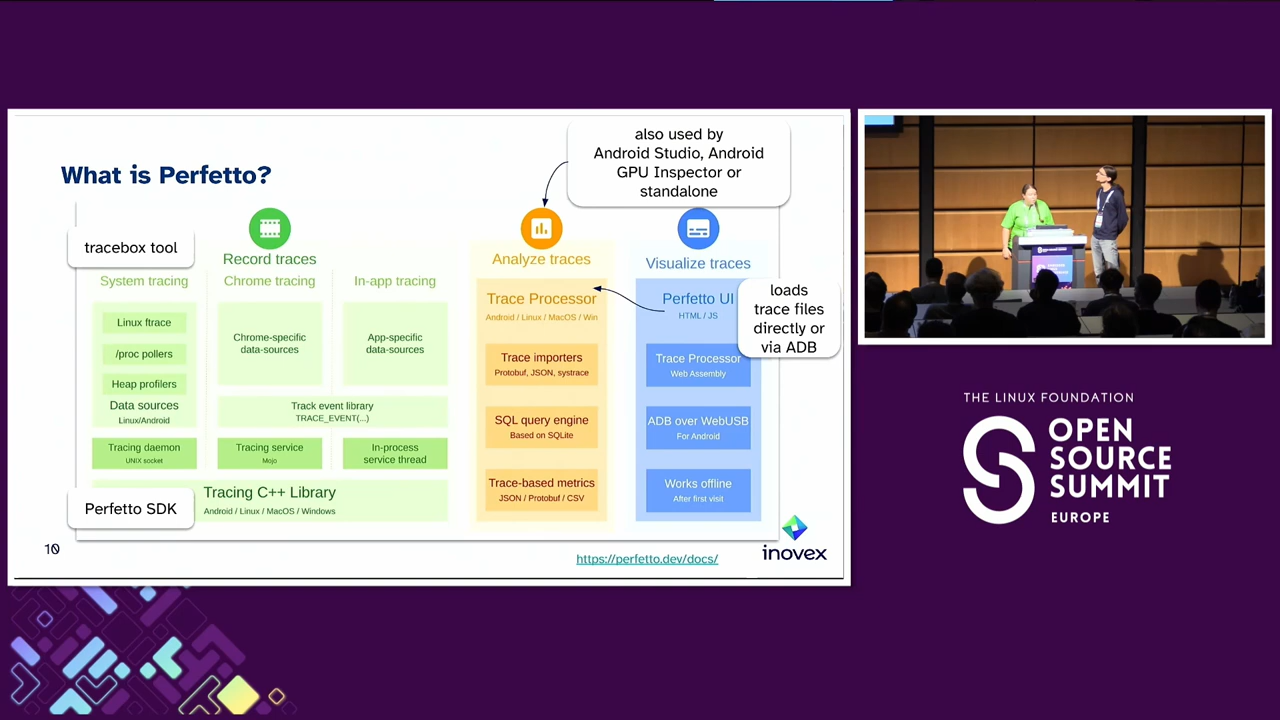 What is Perfetto?
also used by
Android Studio, Android
GPU Inspector or
standalone
tracebox tool
Record traces
System tracing
Chrome tracing
In-app tracing
Linux ftrace
/proc pollers
Heap profilers
Data sources
Linux/Android
Chrome-specific
data-sources
App-specific
data-sources
Track event library
TRACE_EVENT(...)
Tracing daemon
UNIX socket
Tracing service
Mojo
In-process
service thread
Perfetto SDK
Tracing C++ Library
Android / Linux / MacOS / Windows
Analyze traces
Trace Processor
Android / Linux / MacOS / Win
Trace importers
Protobuf, JSON, systrace
SQL query engine
Based on SQLite
Trace-based metrics
JSON / Protobuf / CSV
Visualize traces
Perfetto UI
HTML / JS
loads
trace files
directly or
via ADB
Trace Processor
Web Assembly
ADB over WebUSB
For Android
Works offline
After first visit
10
https://perfetto.dev/docs/
inovex
THE LINUX FOUNDATION
OPEN
SOURCE
SUMMIT
EUROPE